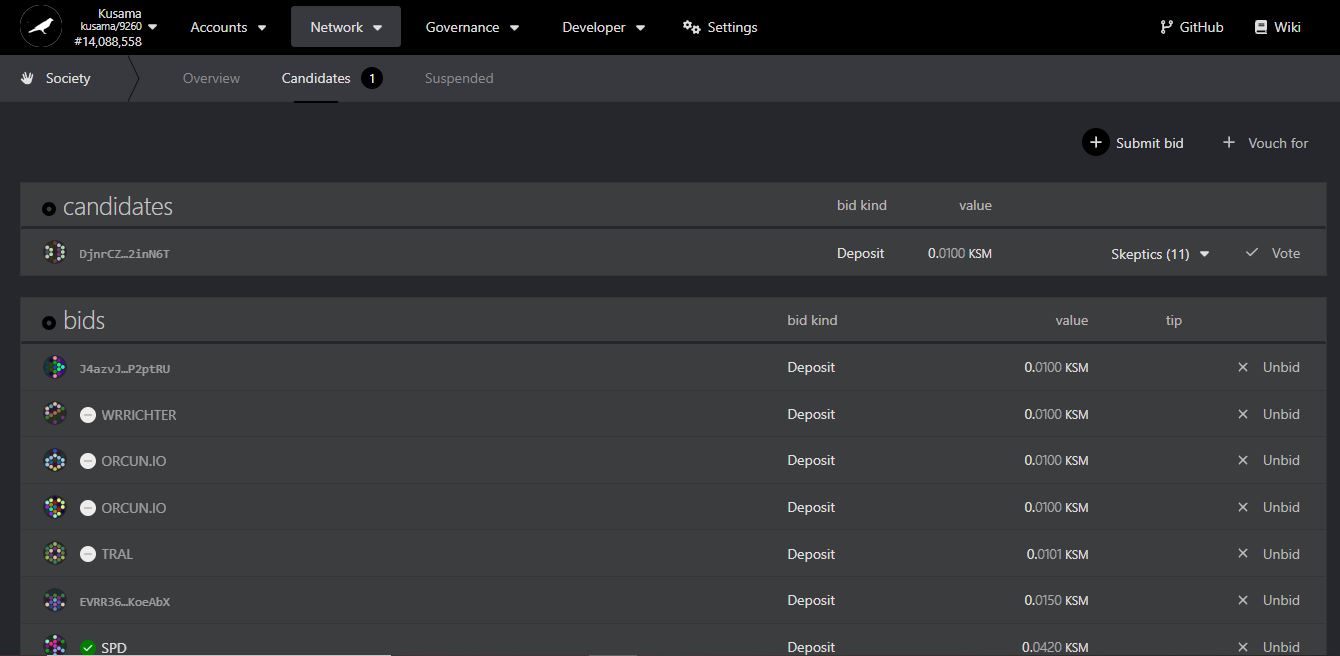 Kusama
kusama/9260
#14,088,558
Accounts
Network
Governance
Developer
Settings
GitHub
Wiki
Society
Overview
Candidates 1
Suspended
Submit bid
Vouch for
candidates bid kind value
DjnrCZ…2inN6T Deposit 0.0100 KSM Skeptics (11) Vote
bids bid kind value tip
J4azvJ…P2ptRU Deposit 0.0100 KSM Unbid
WRRICHTER Deposit 0.0100 KSM Unbid
ORCUN.IO Deposit 0.0100 KSM Unbid
ORCUN.IO Deposit 0.0100 KSM Unbid
TRAL Deposit 0.0101 KSM Unbid
EVRR36…KoeAbX Deposit 0.0150 KSM Unbid
SPD Deposit 0.0420 KSM Unbid